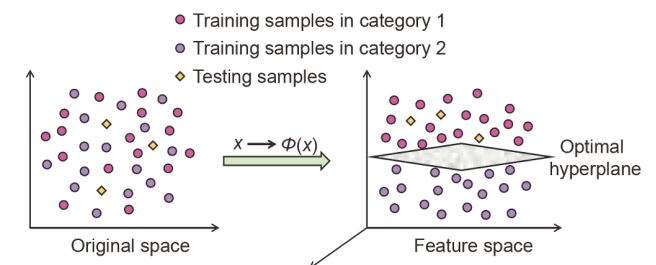 Training samples in category 1
Training samples in category 2
Testing samples
x → Φ(x)
Optimal
hyperplane
Original space
Feature space